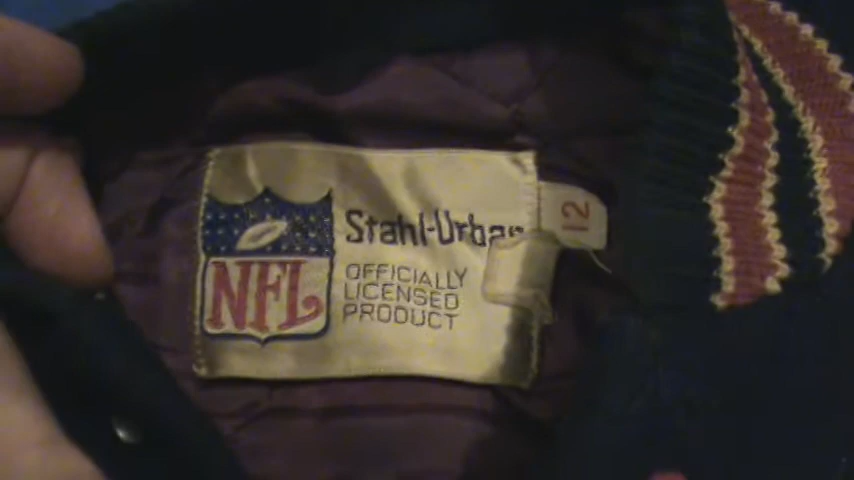 NFL
Stahl-Urban
OFFICIALLY
LICENSED
PRODUCT
12